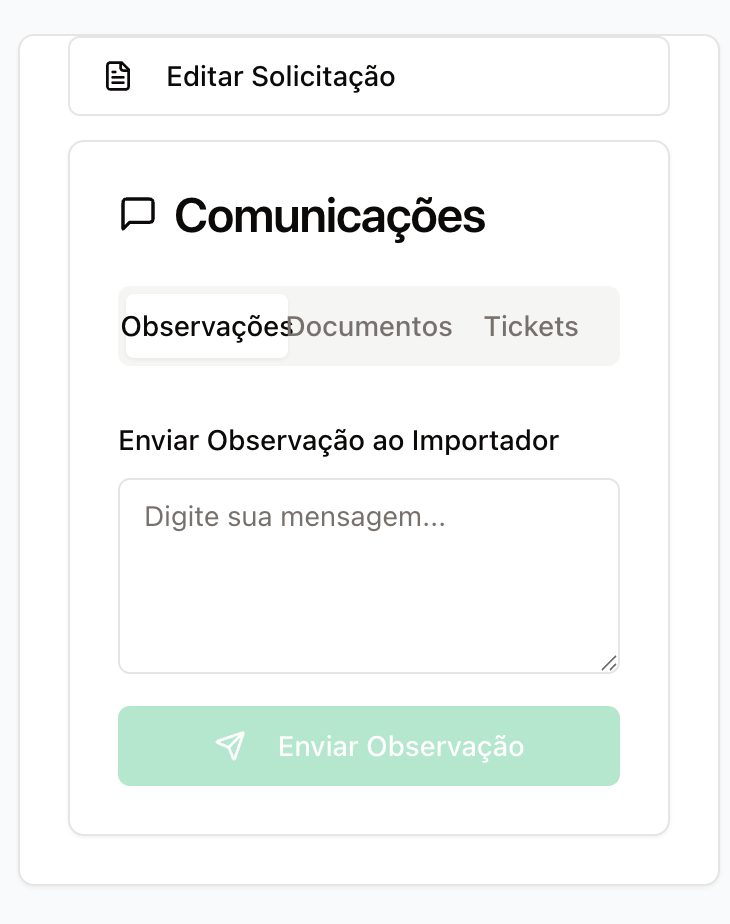 Editar Solicitação
Comunicações
Observações Documentos Tickets
Enviar Observação ao Importador
Digite sua mensagem...
Enviar Observação